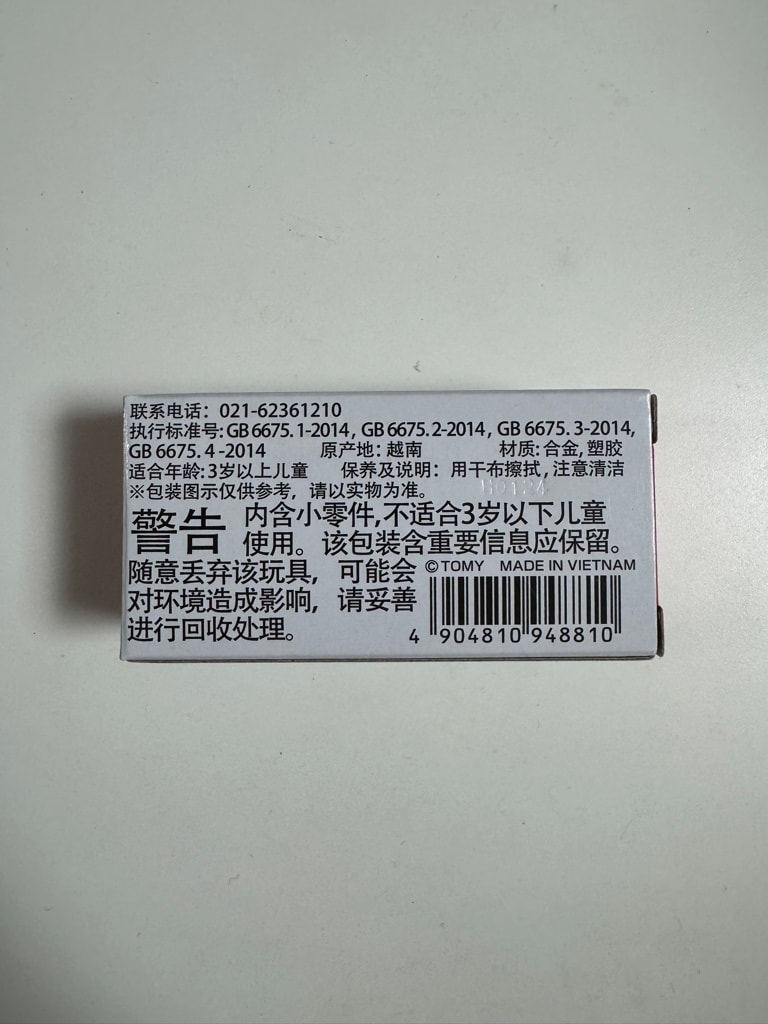 联系电话：021-62361210
执行标准号:GB 6675.1-2014, GB 6675.2-2014, GB 6675.3-2014,
GB 6675.4-2014 原产地：越南 材质:合金,塑胶
适合年龄:3岁以上儿童 保养及说明：用干布擦拭,注意清洁
※包装图示仅供参考，请以实物为准。
警告 内含小零件,不适合3岁以下儿童
使用。该包装含重要信息应保留。
随意丢弃该玩具，可能会
对环境造成影响，请妥善
进行回收处理。
©TOMY MADE IN VIETNAM
4 904810 948810